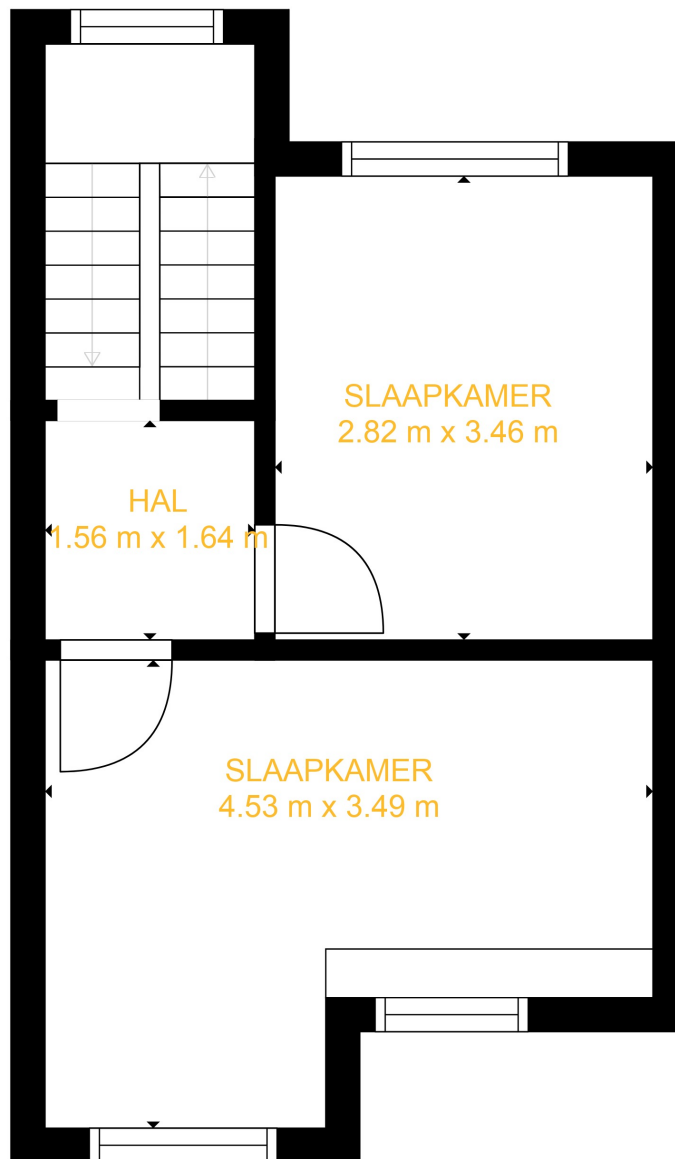 SLAAPKAMER
2.82 m x 3.46 m
HAL
1.56 m x 1.64 m
SLAAPKAMER
4.53 m x 3.49 m